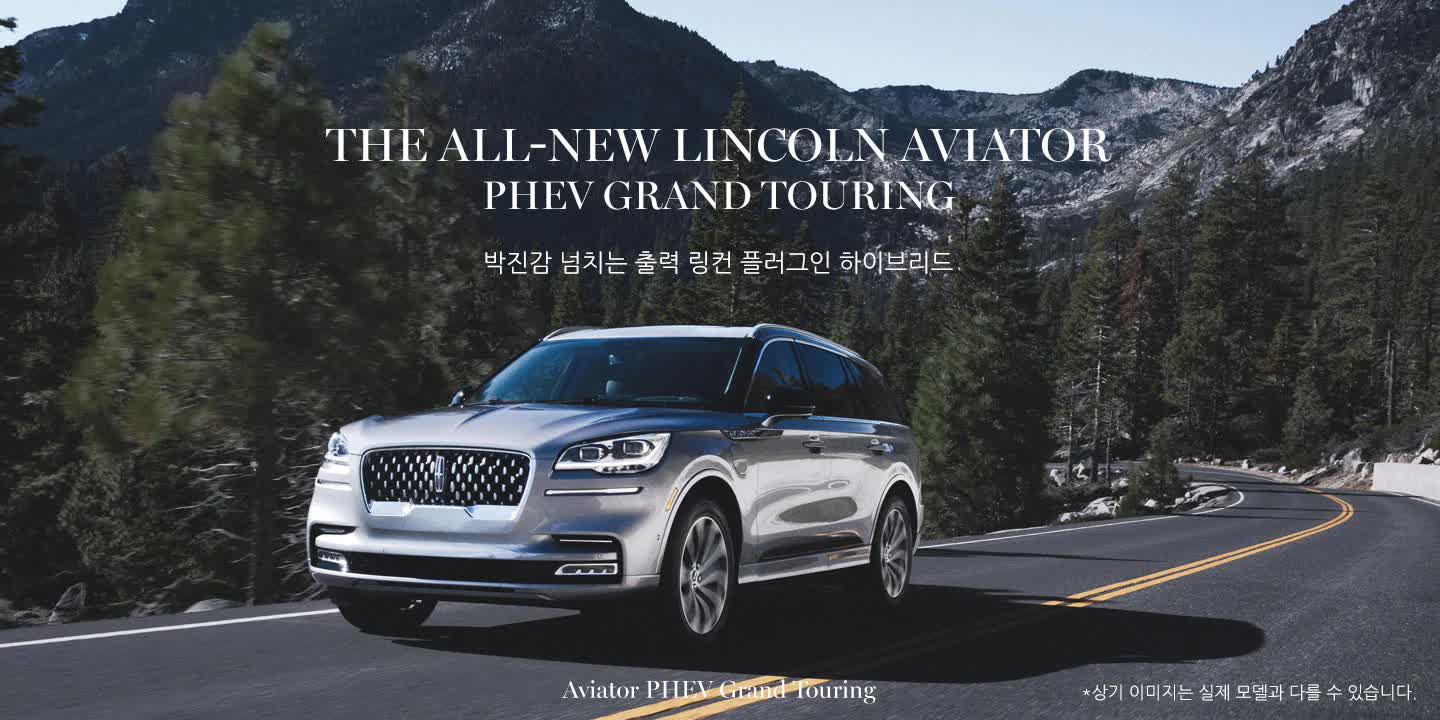 THE ALL-NEW LINCOLN AVIATOR
PHEV GRAND TOURING
박진감 넘치는 출력 링컨 플러그인 하이브리드
Aviator PHEV Grand Touring
*상기 이미지는 실제 모델과 다를 수 있습니다.